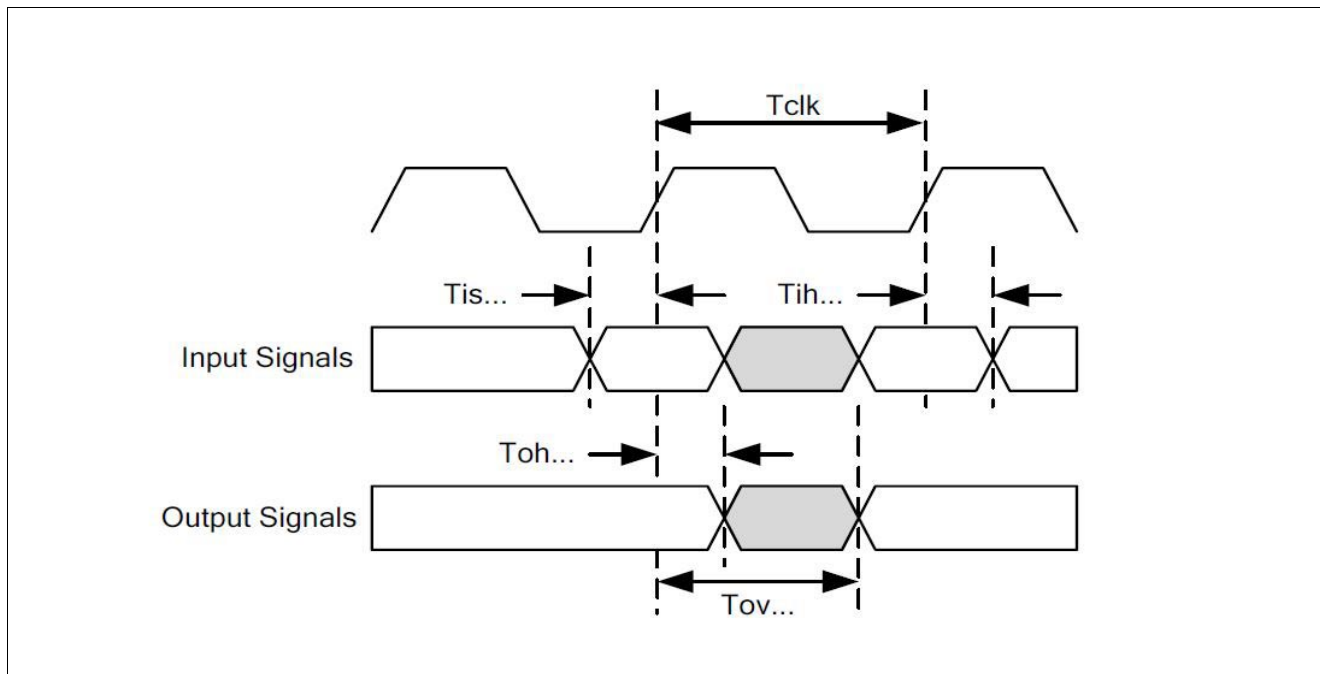 Tclk
Tis...
Tih...
Input Signals
Toh...
Output Signals
Tov...